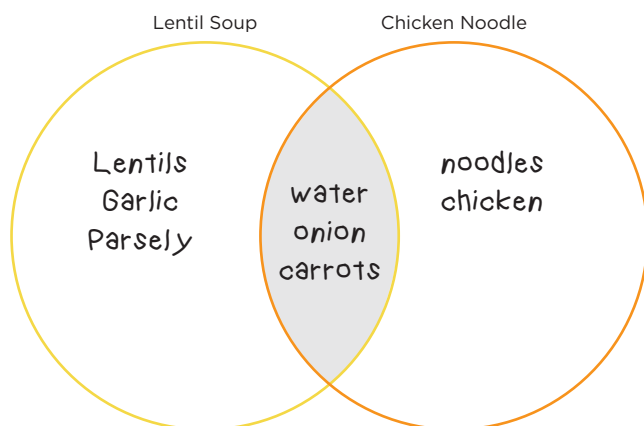 Lentil Soup
Chicken Noodle
Lentils
Garlic
Parsely
water
onion
carrots
noodles
chicken